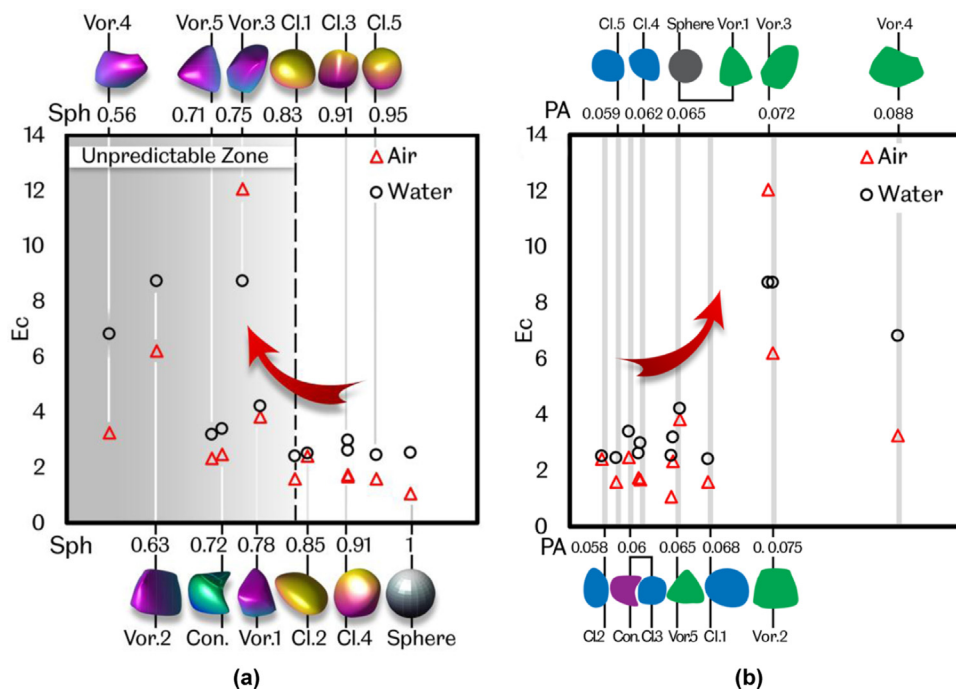 Vor.4 Vor.5 Vor.3 Cl.1 Cl.3 Cl.5
Sph 0.56 0.71 0.75 0.83 0.91 0.95
14
Unpredictable Zone
Air
Water
12
10
8
Ec
6
4
2
0
Sph 0.63 0.72 0.78 0.85 0.91 1
Vor.2 Con. Vor.1 Cl.2 Cl.4 Sphere
(a)
Cl.5 Cl.4 Sphere Vor.1 Vor.3 Vor.4
PA 0.059 0.062 0.065 0.072 0.088
14
Air
Water
12
10
8
Ec
6
4
2
0
PA 0.058 0.06 0.065 0.068 0.0075
Cl2 Con. Cl3 Vor.5 Cl.1 Vor.2
(b)